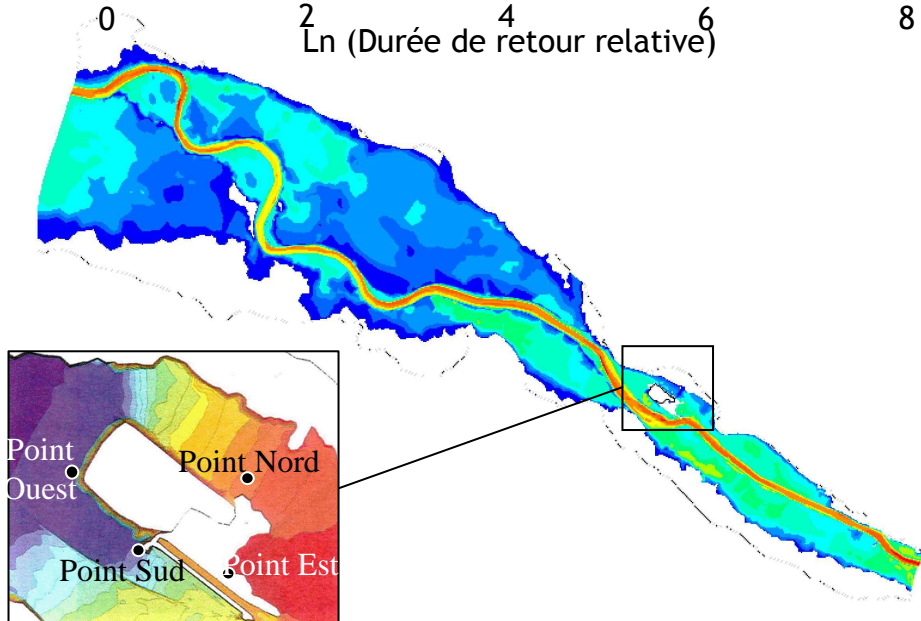 0 2 4 6 8
Ln (Durée de retour relative)
Point
Ouest
Point Nord
Point Sud
Point Est